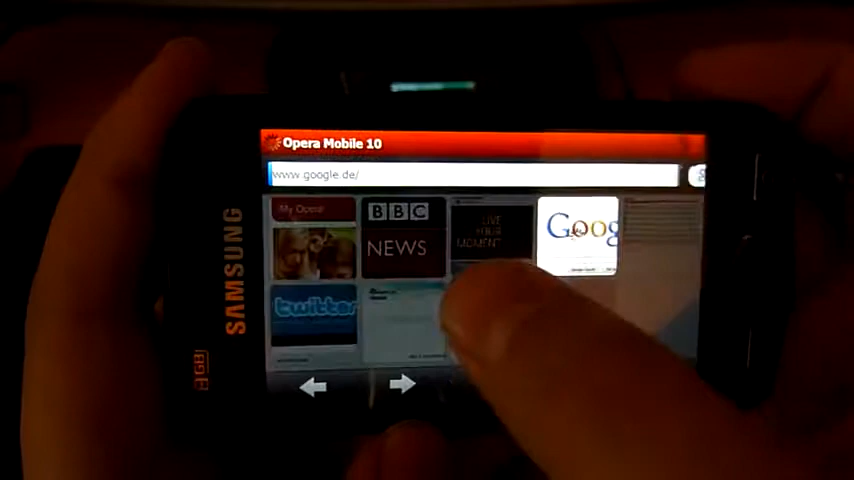 Opera Mobile 10
www.google.de/
My Opera
BBC
NEWS
LIVE
YOUR
MOMENT
Goog
twitter
SAMSUNG
8GB